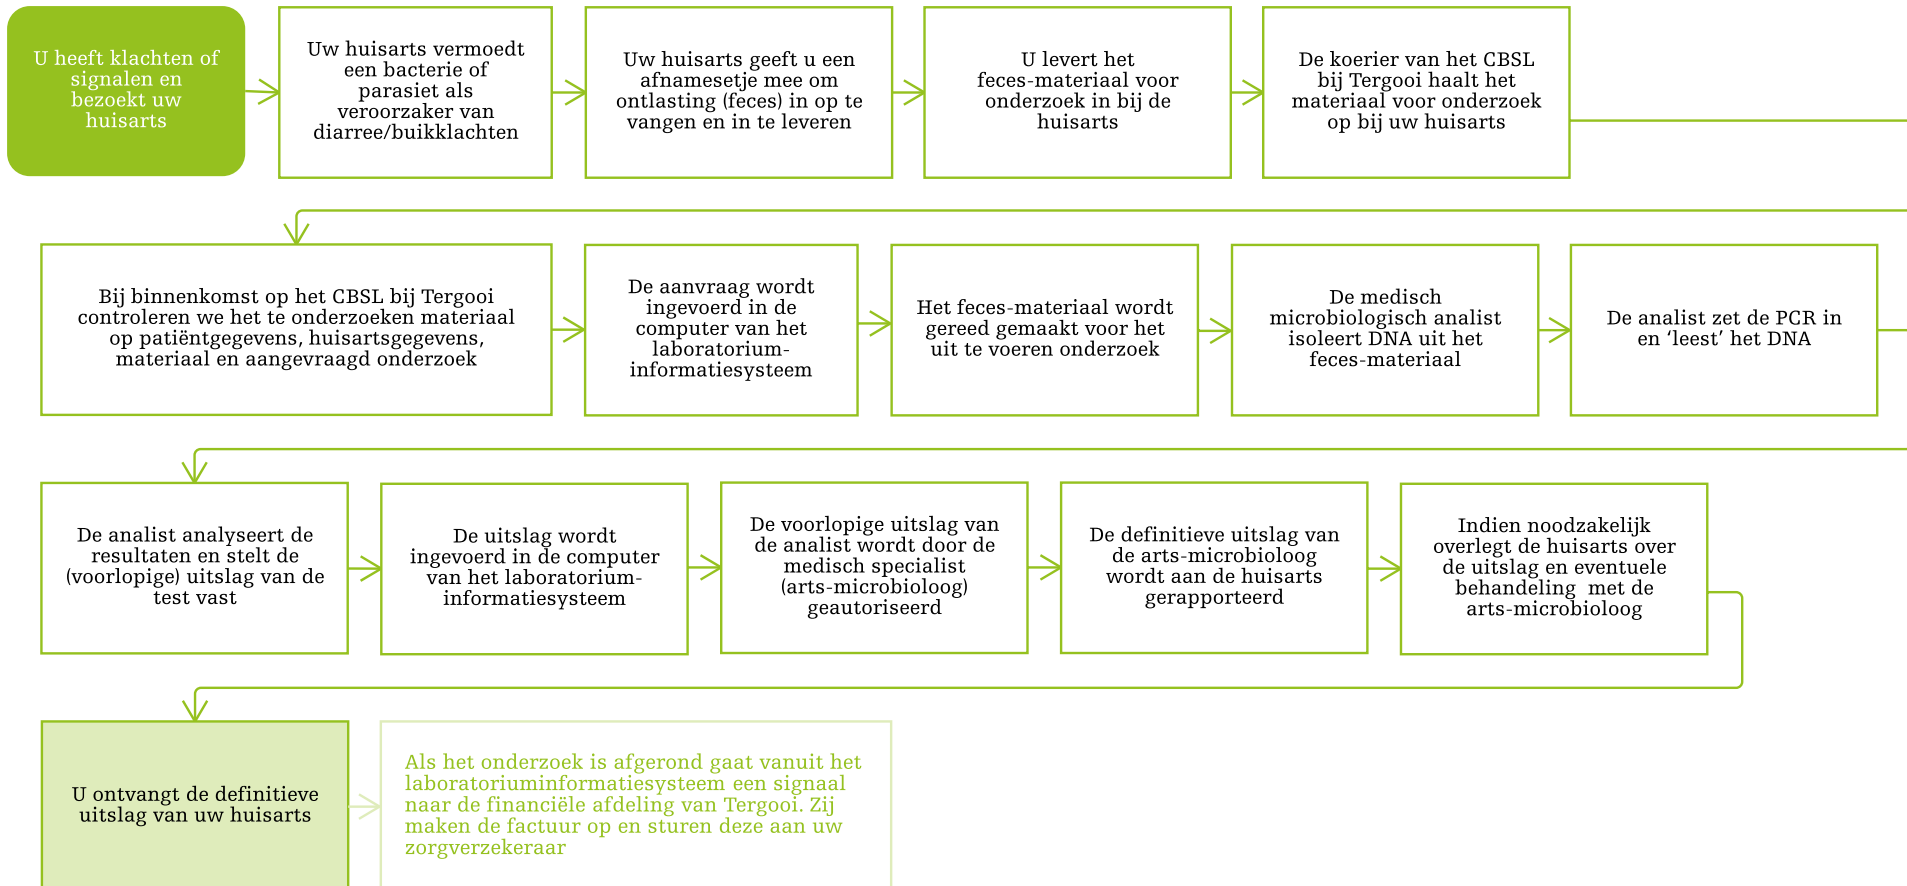 U heeft klachten of
signalen en
bezoekt uw
huisarts
Uw huisarts vermoedt
een bacterie of
parasiet als
veroorzaker van
diarree/buikklachten
Uw huisarts geeft u een
afnamesetje mee om
ontlasting (feces) in op te
vangen en in te leveren
U levert het
feces-materiaal voor
onderzoek in bij de
huisarts
De koerier van het CBSL
bij Tergooi haalt het
materiaal voor onderzoek
op bij uw huisarts
Bij binnenkomst op het CBSL bij Tergooi
controleren we het te onderzoeken materiaal
op patiëntgegevens, huisartsgegevens,
materiaal en aangevraagd onderzoek
De aanvraag wordt
ingevoerd in de
computer van het
laboratorium-
informatiesysteem
Het feces-materiaal wordt
gereed gemaakt voor het
uit te voeren onderzoek
De medisch
microbiologisch analist
isoleert DNA uit het
feces-materiaal
De analist zet de PCR in
en ‘leest’ het DNA
De analist analyseert de
resultaten en stelt de
(voorlopige) uitslag van de
test vast
De uitslag wordt
ingevoerd in de computer
van het laboratorium-
informatiesysteem
De voorlopige uitslag van
de analist wordt door de
medisch specialist
(arts-microbioloog)
geautoriseerd
De definitieve uitslag van
de arts-microbioloog
wordt aan de huisarts
gerapporteerd
Indien noodzakelijk
overlegt de huisarts over
de uitslag en eventuele
behandeling met de
arts-microbioloog
U ontvangt de definitieve
uitslag van uw huisarts
Als het onderzoek is afgerond gaat vanuit het
laboratoriuminformatiesysteem een signaal
naar de financiële afdeling van Tergooi. Zij
maken de factuur op en sturen deze aan uw
zorgverzekeraar